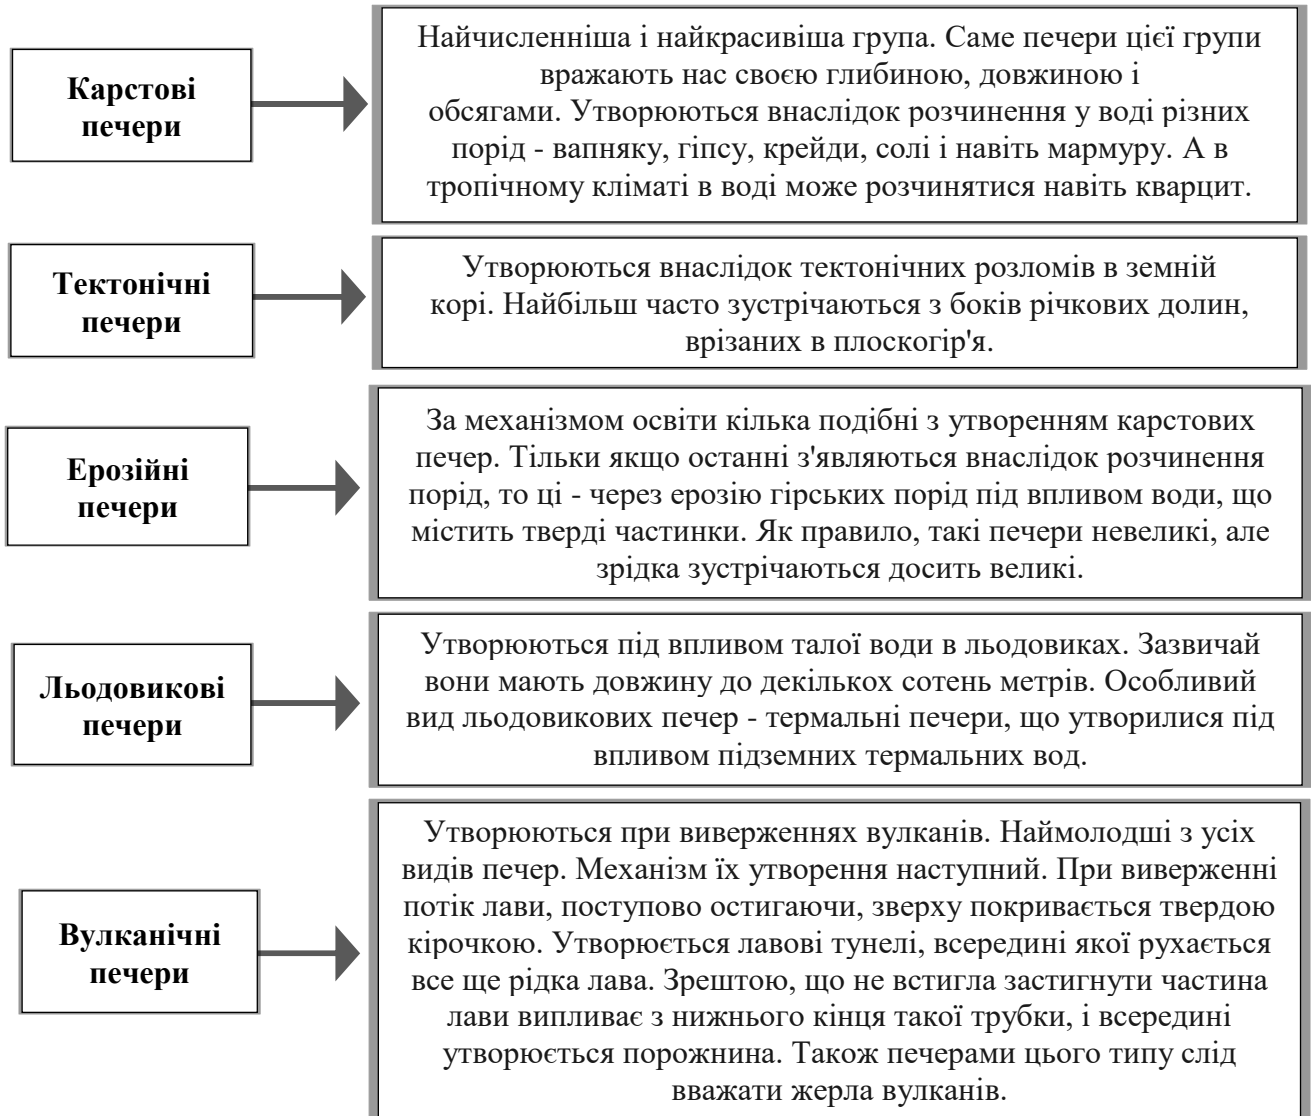 Карстові
печери
Найчисленніша і найкрасивіша група. Саме печери цієї групи
вражають нас своєю глибиною, довжиною і
обсягами. Утворюються внаслідок розчинення у воді різних
порід - вапняку, гіпсу, крейди, солі і навіть мармуру. А в
тропічному кліматі в воді може розчинятися навіть кварцит.
Тектонічні
печери
Утворюються внаслідок тектонічних розломів в земній
корі. Найбільш часто зустрічаються з боків річкових долин,
врізаних в плоскогір'я.
Ерозійні
печери
За механізмом освіти кілька подібні з утворенням карстових
печер. Тільки якщо останні з'являються внаслідок розчинення
порід, то ці - через ерозію гірських порід під впливом води, що
містить тверді частинки. Як правило, такі печери невеликі, але
зрідка зустрічаються досить великі.
Льодовикові
печери
Утворюються під впливом талої води в льодовиках. Зазвичай
вони мають довжину до декількох сотень метрів. Особливий
вид льодовикових печер - термальні печери, що утворилися під
впливом підземних термальних вод.
Вулканічні
печери
Утворюються при виверженнях вулканів. Наймолодші з усіх
видів печер. Механізм їх утворення наступний. При виверженні
потік лави, поступово остигаючи, зверху покривається твердою
кірочкою. Утворюється лавові тунелі, всередині якої рухається
все ще рідка лава. Зрештою, що не встигла застигнути частина
лави випливає з нижнього кінця такої трубки, і всередині
утворюється порожнина. Також печерами цього типу слід
вважати жерла вулканів.